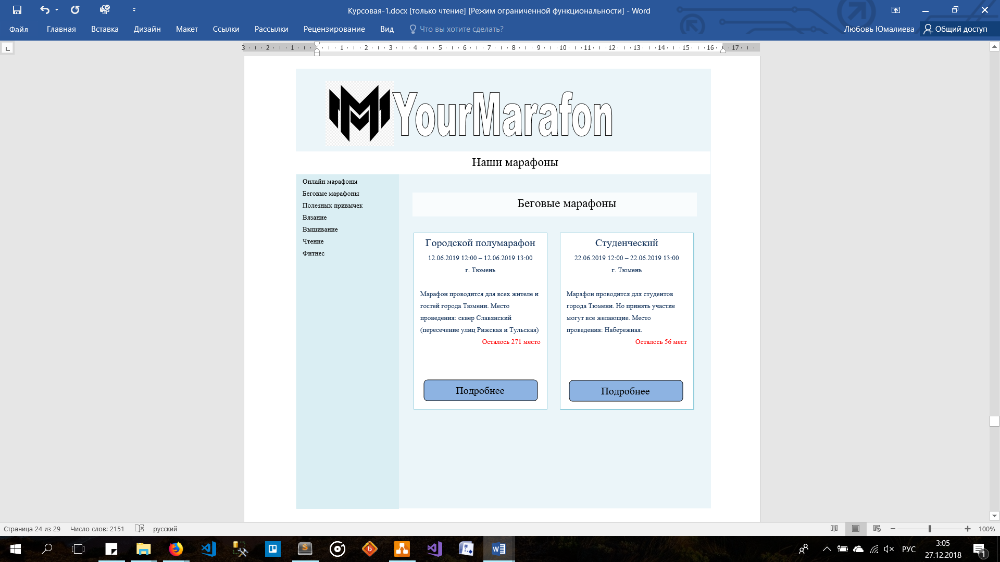 Курсовая-1.docx [только чтение] [Режим ограниченной функциональности] - Word
Файл Главная Вставка Дизайн Макет Ссылки Рассылки Рецензирование Вид Что вы хотите сделать? Любовь Юмалиева Общий доступ
3 2 1 1 2 3 4 5 6 7 8 9 10 11 12 13 14 15 16 17
YourMarafon
Наши марафоны
Онлайн марафоны
Беговые марафоны
Полезных привычек
Вязание
Вышивание
Чтение
Фитнес
Беговые марафоны
Городской полумарафон
12.06.2019 12:00 – 12.06.2019 13:00
г. Тюмень
Марафон проводится для всех жителе и
гостей города Тюмени. Место
проведения: сквер Славянский
(пересечение улиц Рижская и Тульская)
Осталось 271 место
Подробнее
Студенческий
22.06.2019 12:00 – 22.06.2019 13:00
г. Тюмень
Марафон проводится для студентов
города Тюмени. Но принять участие
могут все желающие. Место
проведения: Набережная.
Осталось 56 мест
Подробнее
Страница 24 из 29 Число слов: 2151 русский 100%
РУС 3:05
27.12.2018
1